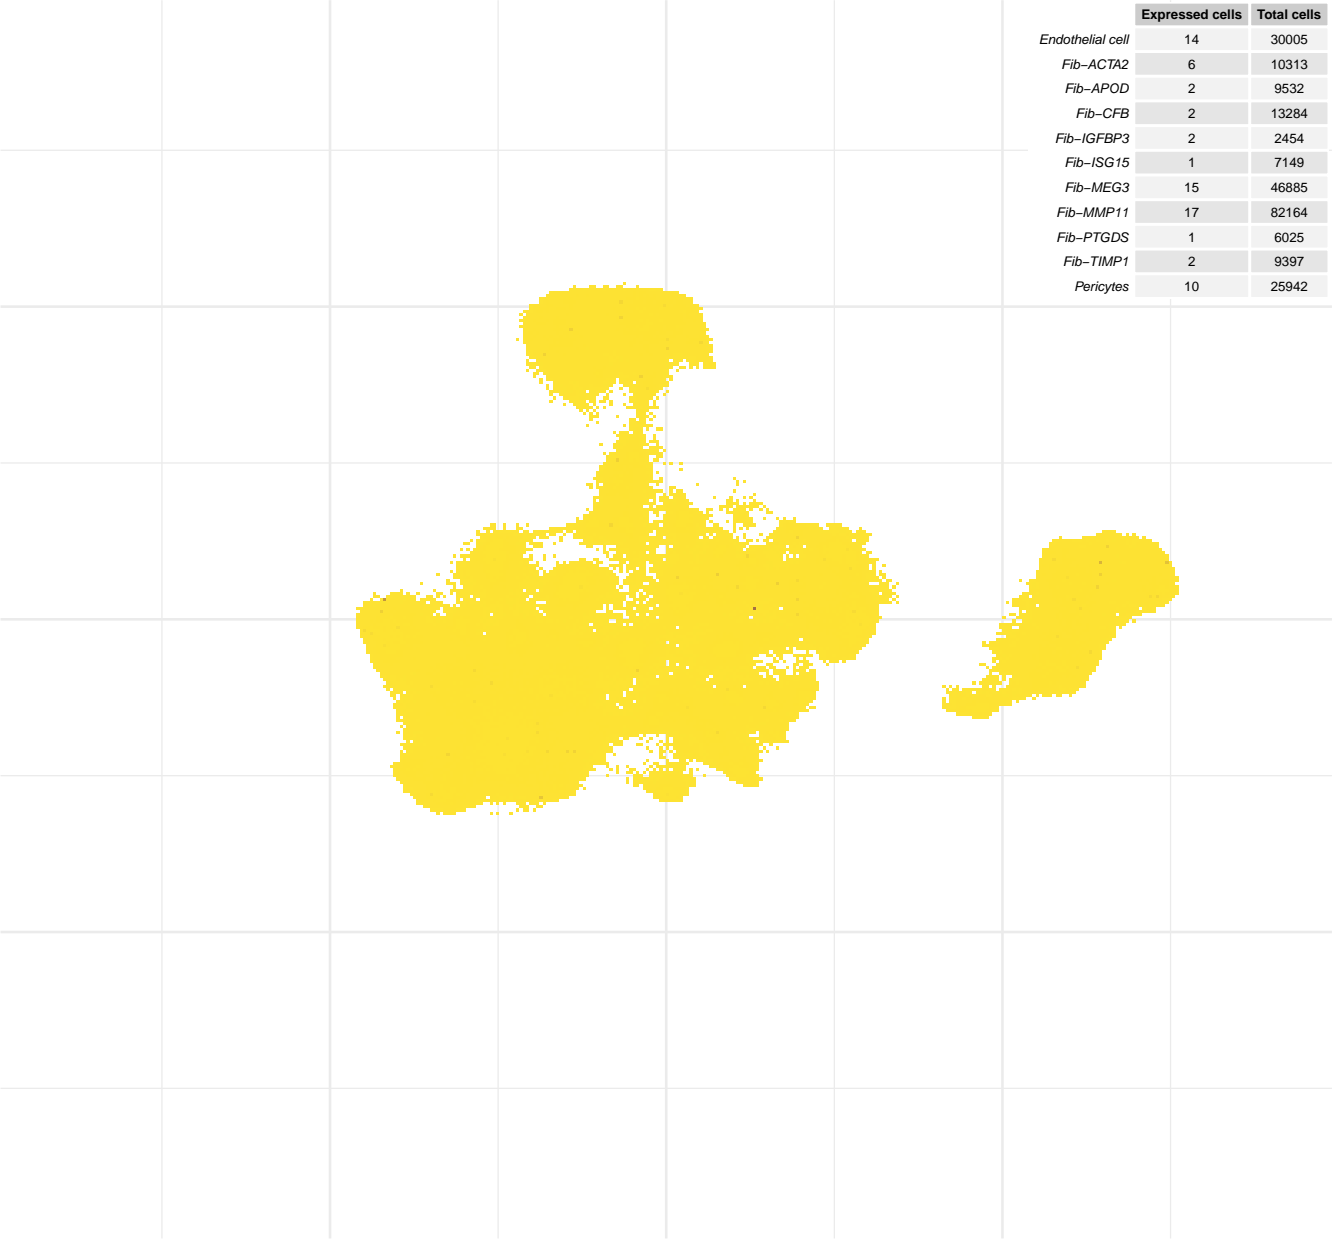 Expressed cells Total cells
Endothelial cell 14 30005
Fib−ACTA2 6 10313
Fib−APOD 2 9532
Fib−CFB 2 13284
Fib−IGFBP3 2 2454
Fib−ISG15 1 7149
Fib−MEG3 15 46885
Fib−MMP11 17 82164
Fib−PTGDS 1 6025
Fib−TIMP1 2 9397
Pericytes 10 25942